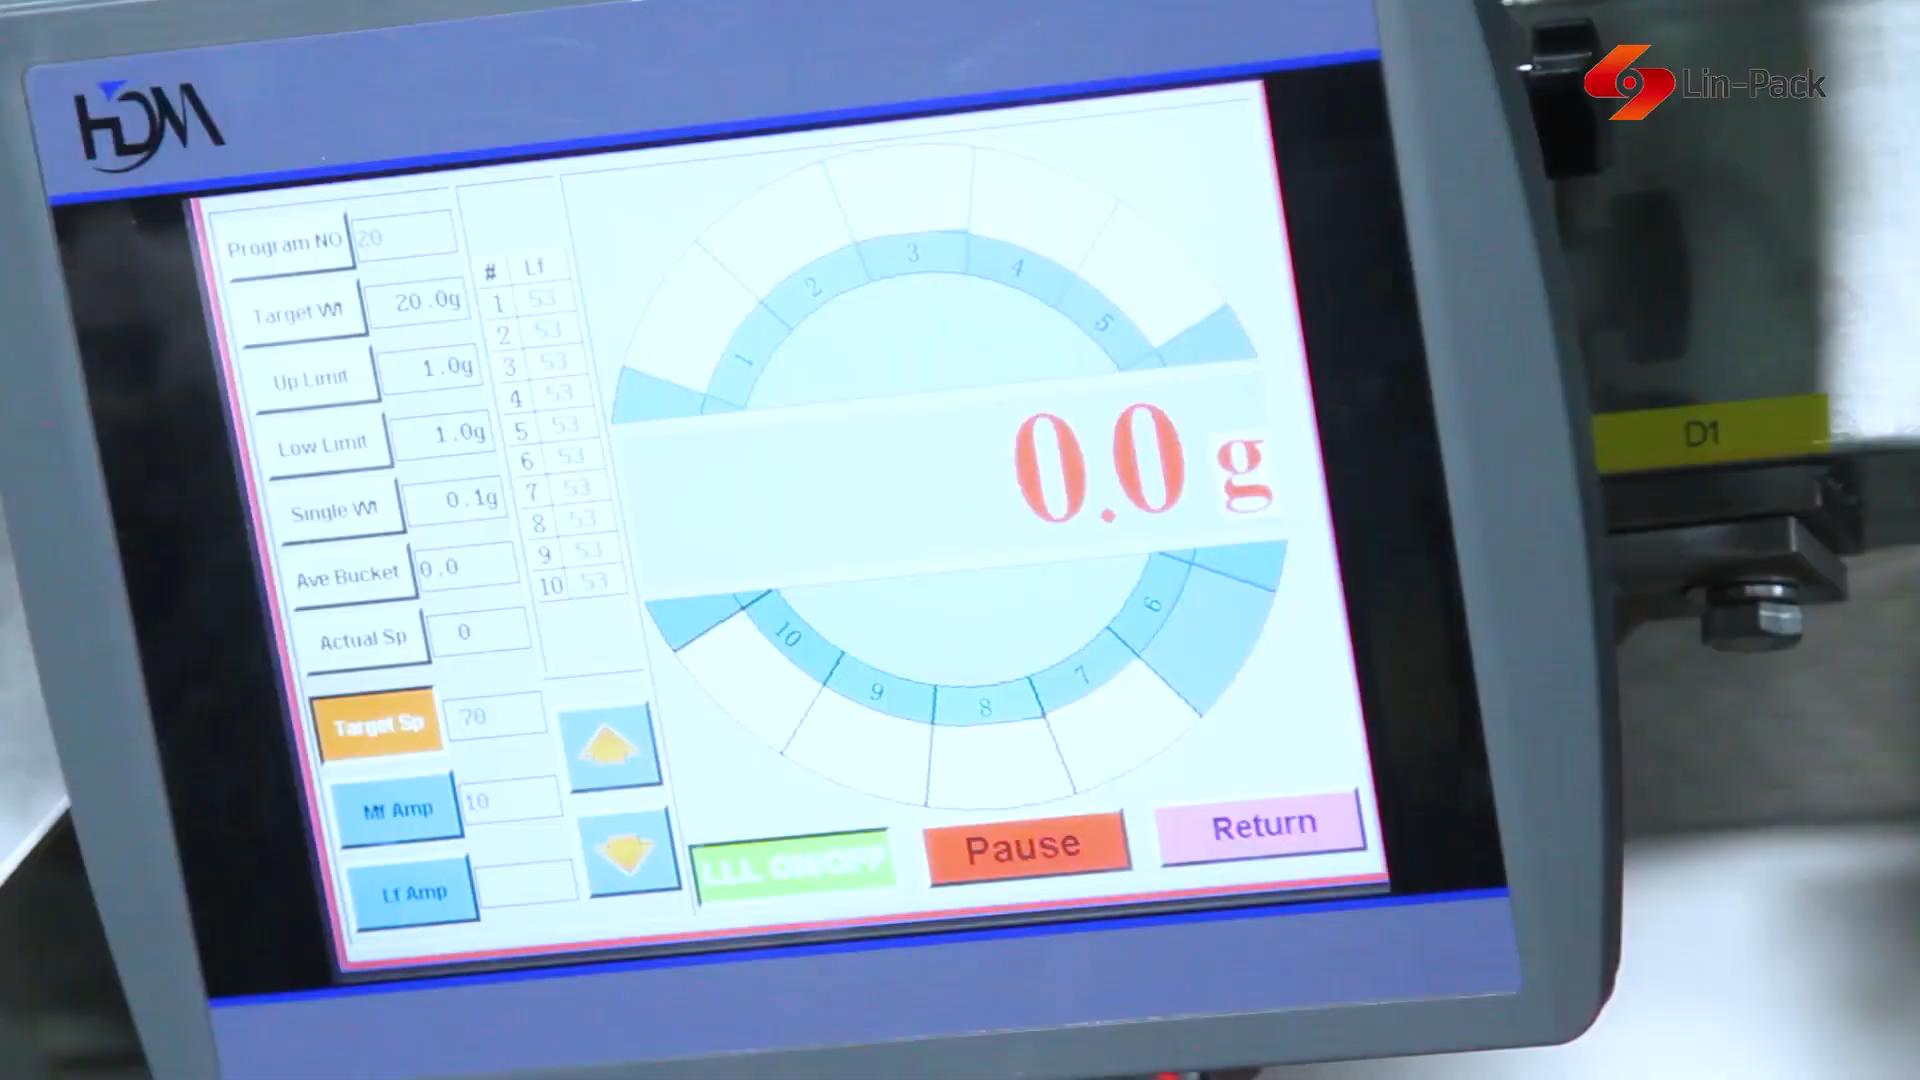 HDM
Lin-Pack
D1
Program NO 20
Target Wt 20.0g
Up Limit 1.0g
Low Limit 1.0g
Single Wt 0.1g
Ave Bucket 0.0
Actual Sp 0
Target Sp 70
Mf Amp 10
Lf Amp
# Lf
1 53
2 53
3 53
4 53
5 53
6 53
7 53
8 53
9 53
10 53
1
2
3
4
5
0.0 g
6
7
8
9
10
LLL ON/OFF
Pause
Return